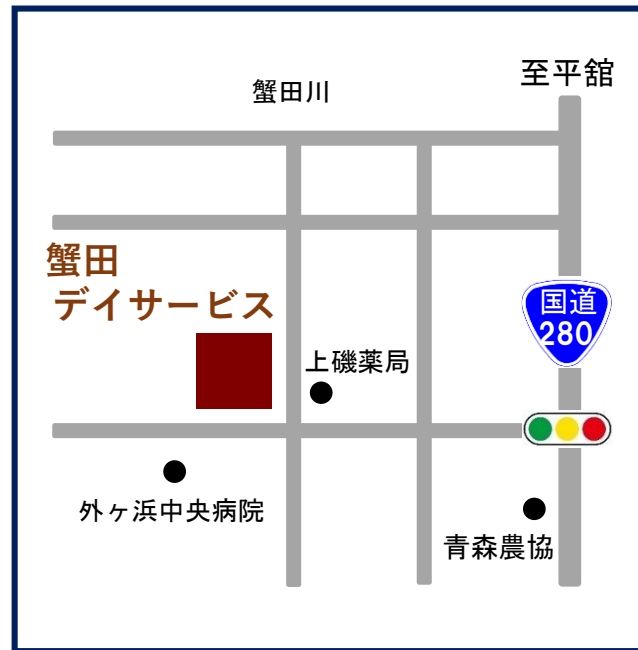 至平舘
蟹田川
蟹田
デイサービス
国道
280
上磯薬局
外ヶ浜中央病院
青森農協